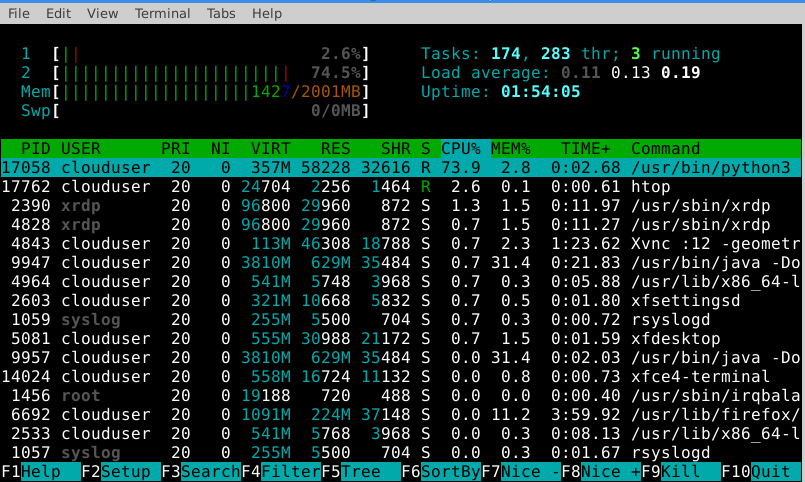 File Edit View Terminal Tabs Help
1 [|| 2.6%] Tasks: 174, 283 thr; 3 running
2 [||||||||||||||||||||||| 74.5%] Load average: 0.11 0.13 0.19
Mem[|||||||||||||||||||1427/2001MB] Uptime: 01:54:05
Swp[ 0/0MB]
PID USER PRI NI VIRT RES SHR S CPU% MEM% TIME+ Command
17058 clouduser 20 0 357M 58228 32616 R 73.9 2.8 0:02.68 /usr/bin/python3
17762 clouduser 20 0 24704 2256 1464 R 2.6 0.1 0:00.61 htop
2390 xrdp 20 0 96800 29960 872 S 1.3 1.5 0:11.97 /usr/sbin/xrdp
4828 xrdp 20 0 96800 29960 872 S 0.7 1.5 0:11.27 /usr/sbin/xrdp
4843 clouduser 20 0 113M 46308 18788 S 0.7 2.3 1:23.62 Xvnc :12 -geometr
9947 clouduser 20 0 3810M 629M 35484 S 0.7 31.4 0:21.83 /usr/bin/java -Do
4964 clouduser 20 0 541M 5748 3968 S 0.7 0.3 0:05.88 /usr/lib/x86_64-l
2603 clouduser 20 0 321M 10668 5832 S 0.7 0.5 0:01.80 xfsettingsd
1059 syslog 20 0 255M 5500 704 S 0.7 0.3 0:00.72 rsyslogd
5081 clouduser 20 0 555M 30988 21172 S 0.7 1.5 0:01.59 xfdesktop
9957 clouduser 20 0 3810M 629M 35484 S 0.0 31.4 0:02.03 /usr/bin/java -Do
14024 clouduser 20 0 558M 16724 11132 S 0.0 0.8 0:00.73 xfce4-terminal
1456 root 20 0 19188 720 488 S 0.0 0.0 0:00.40 /usr/sbin/irqbala
6692 clouduser 20 0 1091M 224M 37148 S 0.0 11.2 3:59.92 /usr/lib/firefox/
2533 clouduser 20 0 541M 5768 3968 S 0.0 0.3 0:08.13 /usr/lib/x86_64-l
1057 syslog 20 0 255M 5500 704 S 0.0 0.3 0:01.67 rsyslogd
F1Help F2Setup F3SearchF4FilterF5Tree F6SortByF7Nice -F8Nice +F9Kill F10Quit